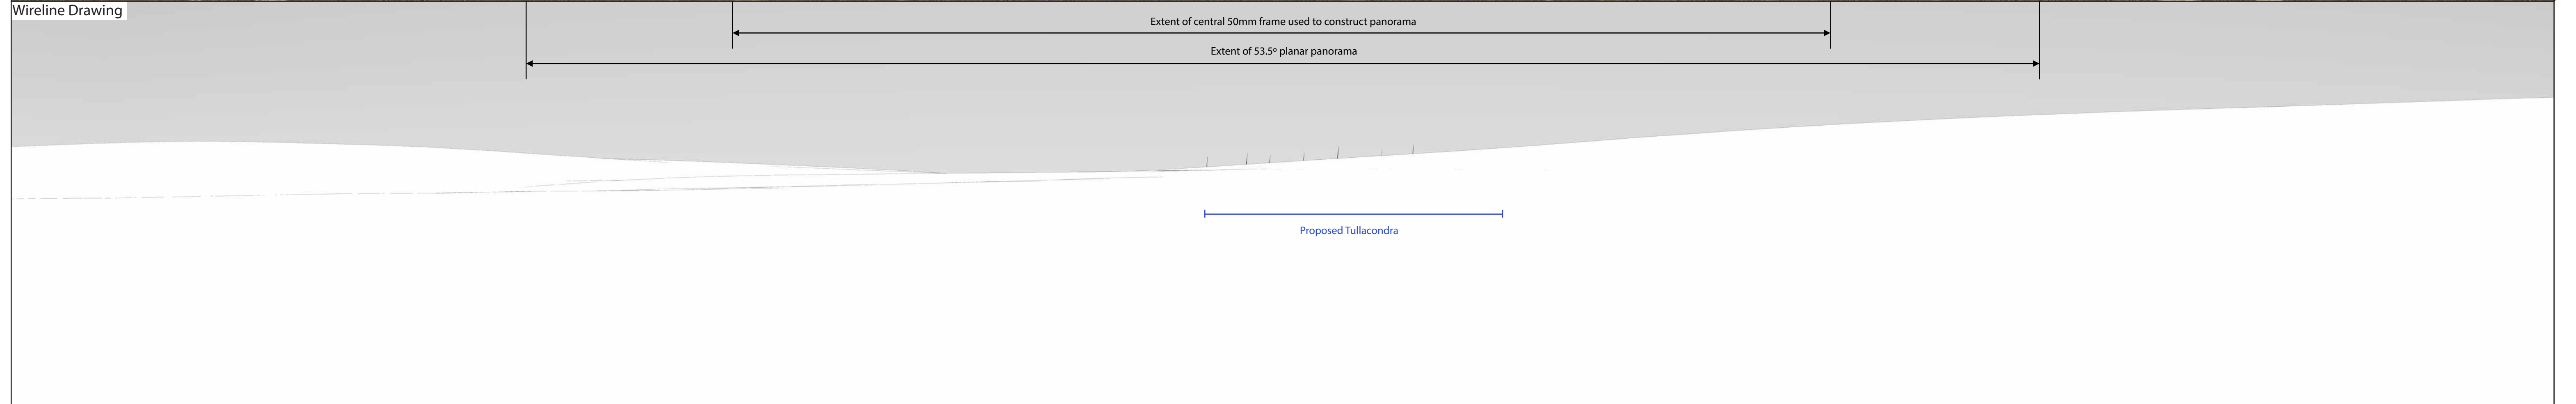 Wireline Drawing
Extent of central 50mm frame used to construct panorama
Extent of 53.5º planar panorama
Proposed Tullacondra